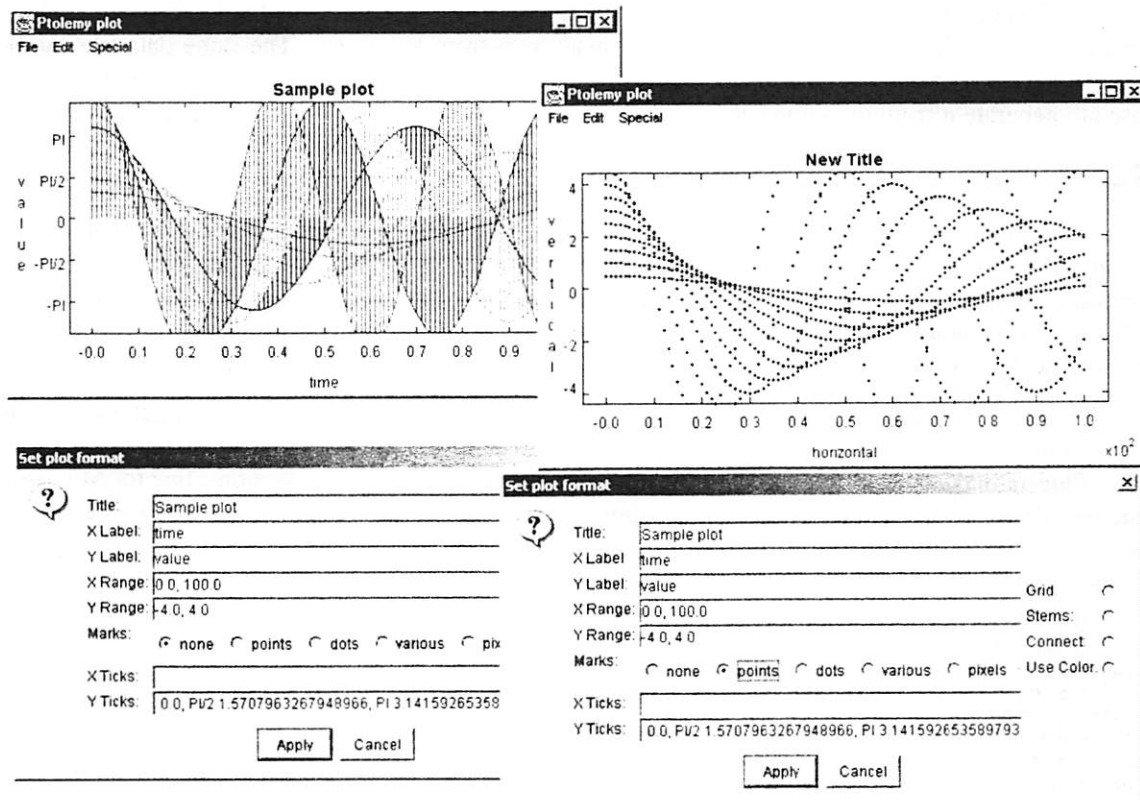 Ptolemy plot
File Edit Special
Sample plot
PI
PI/2
0
-PI/2
-PI
value
-0.0 0.1 0.2 0.3 0.4 0.5 0.6 0.7 0.8 0.9
time
Ptolemy plot
File Edit Special
New Title
4
2
0
-2
-4
vertical
-0.0 0.1 0.2 0.3 0.4 0.5 0.6 0.7 0.8 0.9 1.0
horizontal x10²
Set plot format
Title: Sample plot
X Label: time
Y Label: value
X Range: 0.0, 100.0
Y Range: -4.0, 4.0
Marks: none points dots various pix
X Ticks:
Y Ticks: 0 0.0, PI/2 1.5707963267948966, PI 3.14159265358
Apply Cancel
Set plot format
Title: Sample plot
X Label time
Y Label: value
X Range: 0.0, 100.0
Y Range: -4.0, 4.0
Marks: none points dots various pixels
X Ticks:
Y Ticks: 0 0.0, PI/2 1.5707963267948966, PI 3.141592653589793
Grid
Stems:
Connect:
Use Color:
Apply Cancel